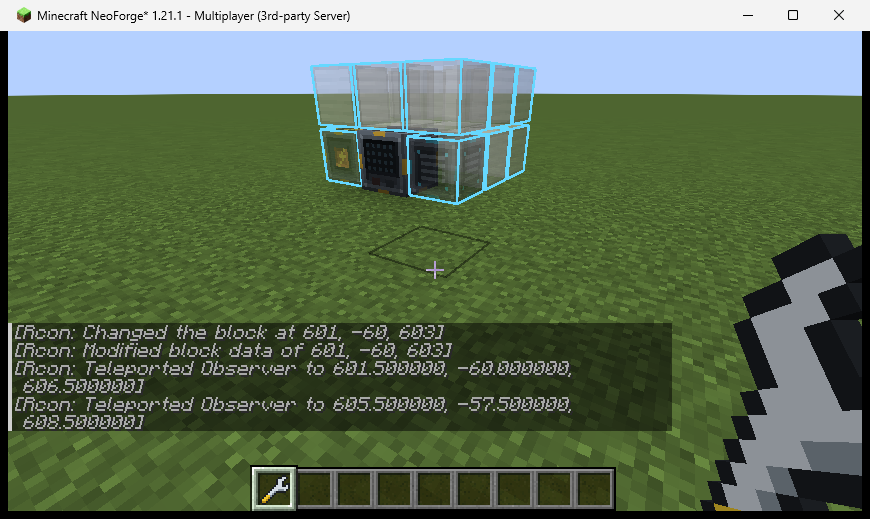 Minecraft NeoForge* 1.21.1 - Multiplayer (3rd-party Server)
[Rcon: Changed the block at 601, -60, 603]
[Rcon: Modified block data of 601, -60, 603]
[Rcon: Teleported Observer to 601.500000, -60.000000,
606.500000]
[Rcon: Teleported Observer to 605.500000, -57.500000,
608.500000]